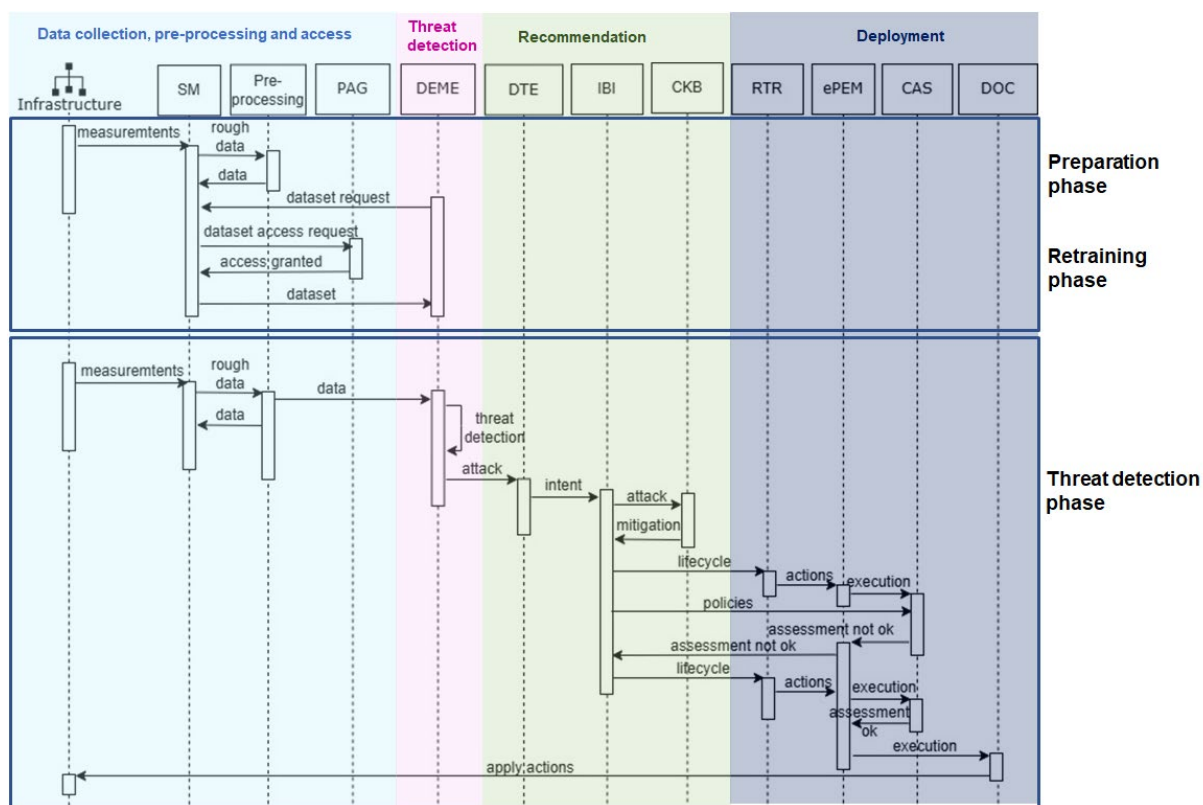 Data collection, pre-processing and access
Threat
detection
Recommendation
Deployment
Infrastructure
SM
Pre-
processing
PAG
DEME
DTE
IBI
CKB
RTR
ePEM
CAS
DOC
measuremtents
rough
data
data
dataset request
dataset access request
access granted
dataset
Preparation
phase
Retraining
phase
measuremtents
rough
data
data
data
threat
detection
attack
intent
attack
mitigation
lifecycle
actions
execution
policies
assessment not ok
assessment not ok
lifecycle
actions
execution
assessment
ok
execution
apply actions
Threat detection
phase